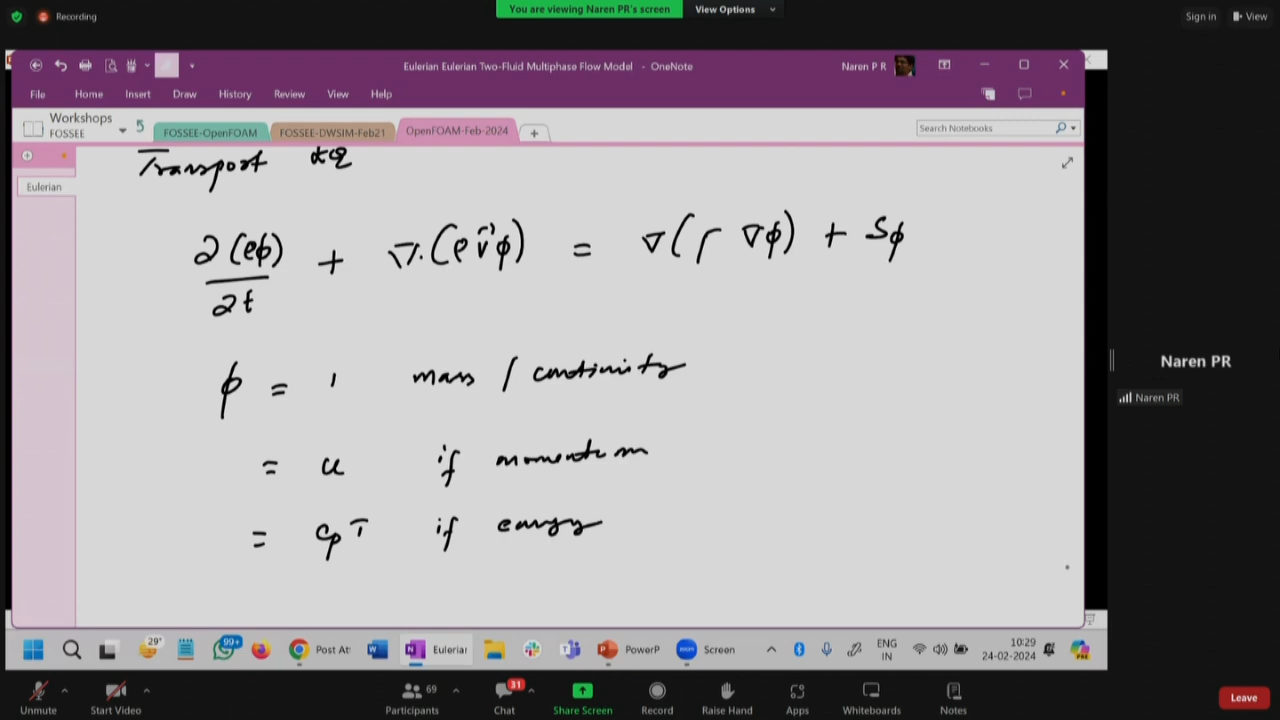 Recording
You are viewing Naren PR's screen
View Options
Sign in
View
Eulerian Eulerian Two-Fluid Multiphase Flow Model - OneNote
Naren P R
File Home Insert Draw History Review View Help
Workshops
FOSSEE
5
FOSSEE-OpenFOAM
FOSSEE-DWSIM-Feb21
OpenFOAM-Feb-2024
Search Notebooks
Eulerian
Transport
∂(ρϕ)/∂t + ∇.(ρ v⃗ ϕ) = ∇(Γ ∇ϕ) + Sϕ
ϕ = 1 mass / continuity
= u if momentum
= CpT if energy
Naren PR
Naren PR
29°
99+
Post At
Eulerian
PowerP
Screen
ENG
IN
10:29
24-02-2024
Unmute
Start Video
69
Participants
31
Chat
Share Screen
Record
Raise Hand
Apps
Whiteboards
Notes
Leave